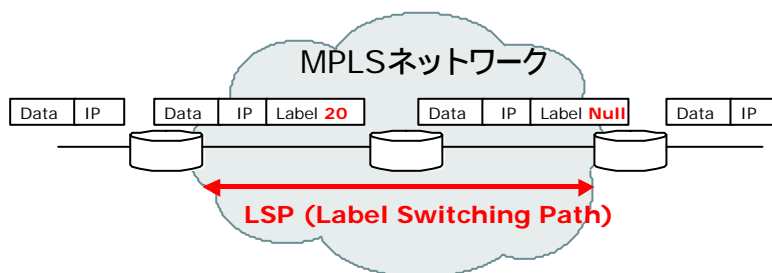 MPLSネットワーク
Data IP Data IP Label 20 Data IP Label Null Data IP
LSP (Label Switching Path)